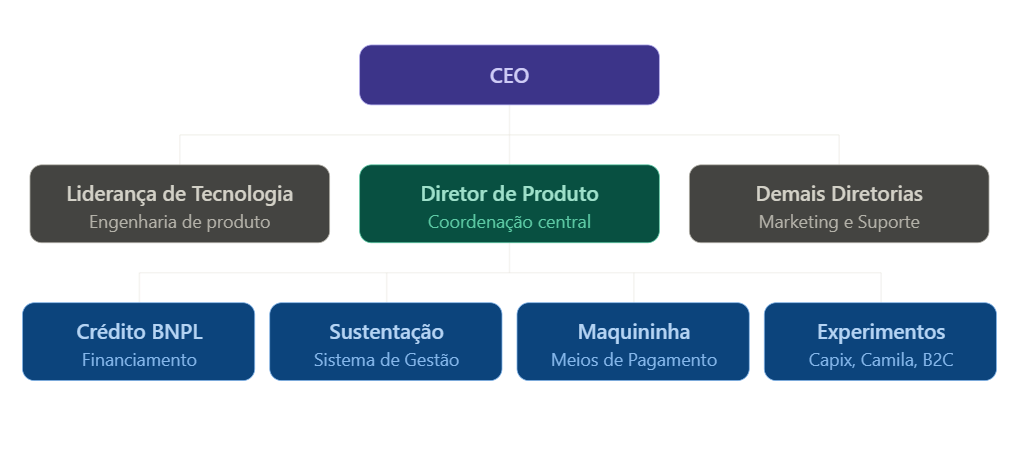 CEO
Liderança de Tecnologia
Engenharia de produto
Diretor de Produto
Coordenação central
Demais Diretorias
Marketing e Suporte
Crédito BNPL
Financiamento
Sustentação
Sistema de Gestão
Maquininha
Meios de Pagamento
Experimentos
Capix, Camila, B2C